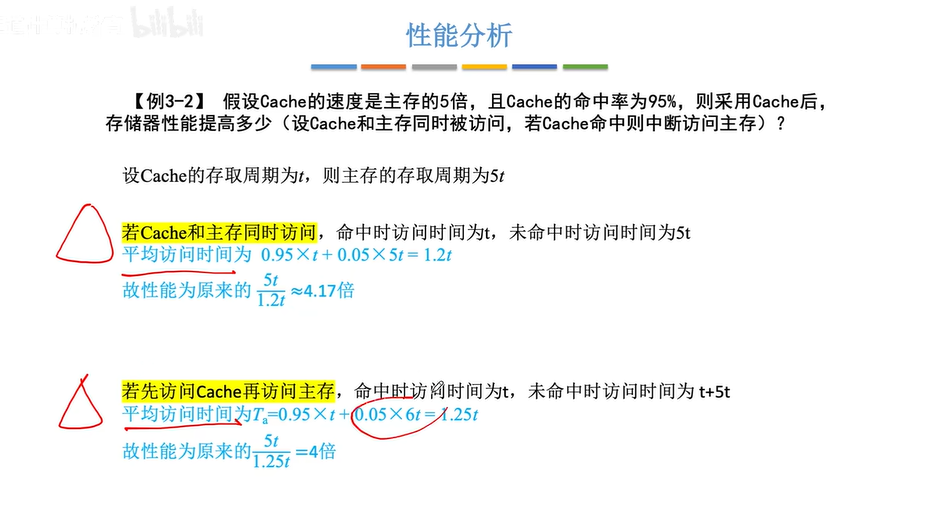 bilibili
性能分析
【例3-2】 假设Cache的速度是主存的5倍，且Cache的命中率为95%，则采用Cache后，
存储器性能提高多少（设Cache和主存同时被访问，若Cache命中则中断访问主存）？
设Cache的存取周期为t，则主存的存取周期为5t
若Cache和主存同时访问，命中时访问时间为t，未命中时访问时间为5t
平均访问时间为 0.95×t + 0.05×5t = 1.2t
故性能为原来的 5t/1.2t ≈4.17倍
若先访问Cache再访问主存，命中时访问时间为t，未命中时访问时间为 t+5t
平均访问时间为Ta=0.95×t + 0.05×6t = 1.25t
故性能为原来的 5t/1.25t =4倍